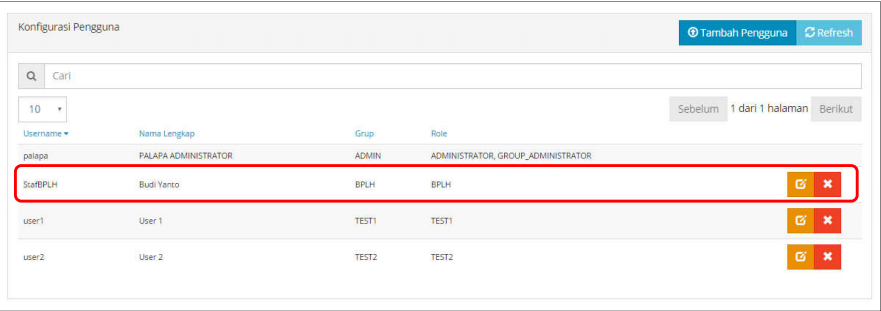 Konfigurasi Pengguna
Tambah Pengguna Refresh
Cari
10 Sebelum 1 dari 1 halaman Berikut
Username Nama Lengkap Grup Role
palapa PALAPA ADMINISTRATOR ADMIN ADMINISTRATOR, GROUP_ADMINISTRATOR
StafBPLH Budi Yanto BPLH BPLH
user1 User 1 TEST1 TEST1
user2 User 2 TEST2 TEST2